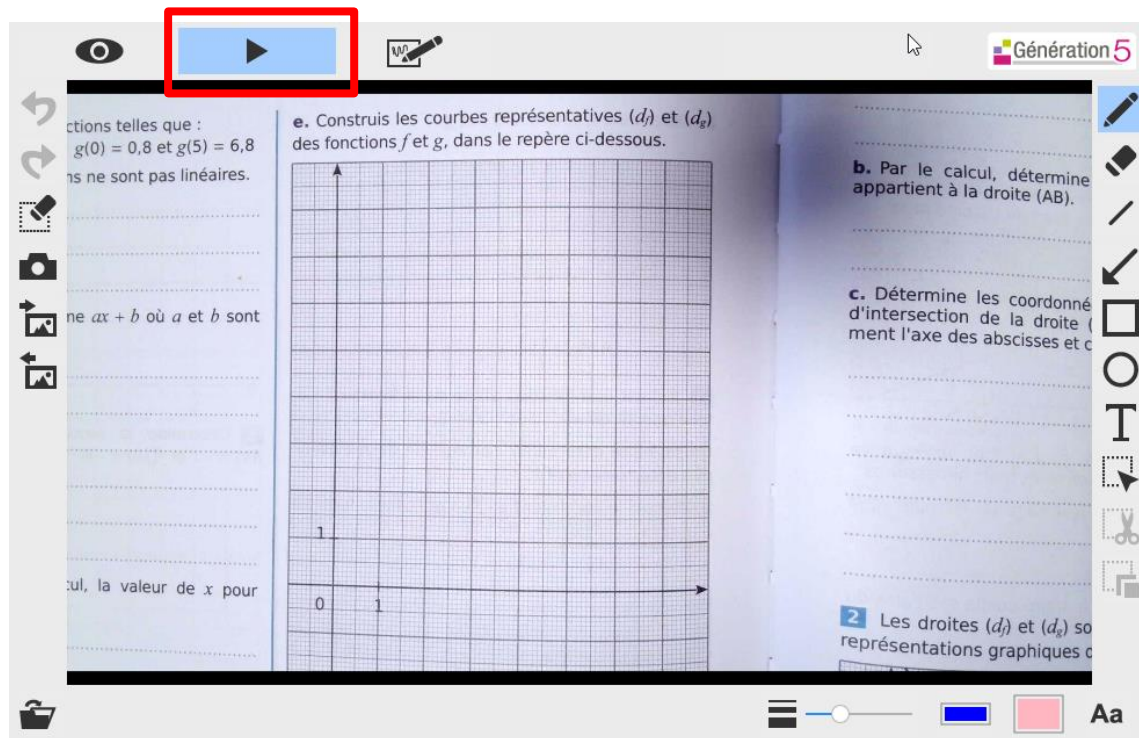 Génération 5
ctions telles que :
g(0) = 0,8 et g(5) = 6,8
ns ne sont pas linéaires.
ne ax + b où a et b sont
cul, la valeur de x pour
e. Construis les courbes représentatives (df) et (dg)
des fonctions f et g, dans le repère ci-dessous.
1
0 1
b. Par le calcul, détermine
appartient à la droite (AB).
c. Détermine les coordonné
d'intersection de la droite (
ment l'axe des abscisses et c
2 Les droites (df) et (dg) so
représentations graphiques d
T
Aa